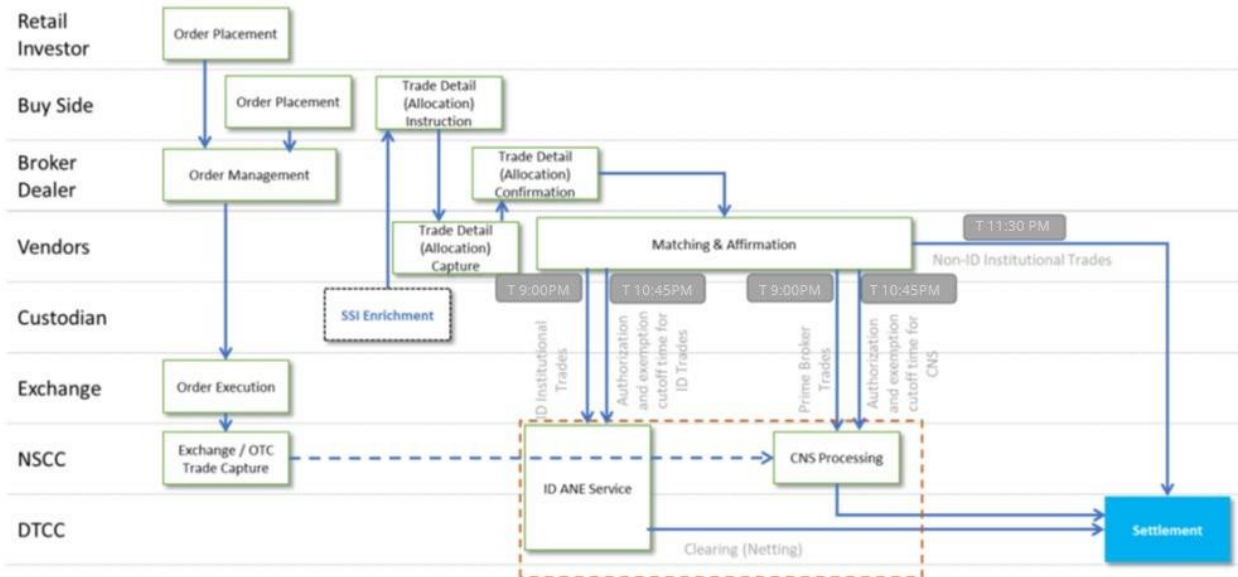 Retail
Investor
Order Placement
Buy Side
Order Placement
Trade Detail
(Allocation)
Instruction
Broker
Dealer
Order Management
Trade Detail
(Allocation)
Confirmation
Vendors
Trade Detail
(Allocation)
Capture
Matching & Affirmation
T 11:30 PM
Non-ID Institutional Trades
T 9:00PM
T 10:45PM
T 9:00PM
T 10:45PM
Custodian
SSI Enrichment
ID Institutional
Trades
Authorization
and exemption
cutoff time for
ID Trades
Prime Broker
Trades
Authorization
and exemption
cutoff time for
CNS
Exchange
Order Execution
NSCC
Exchange / OTC
Trade Capture
ID ANE Service
CNS Processing
DTCC
Clearing (Netting)
Settlement